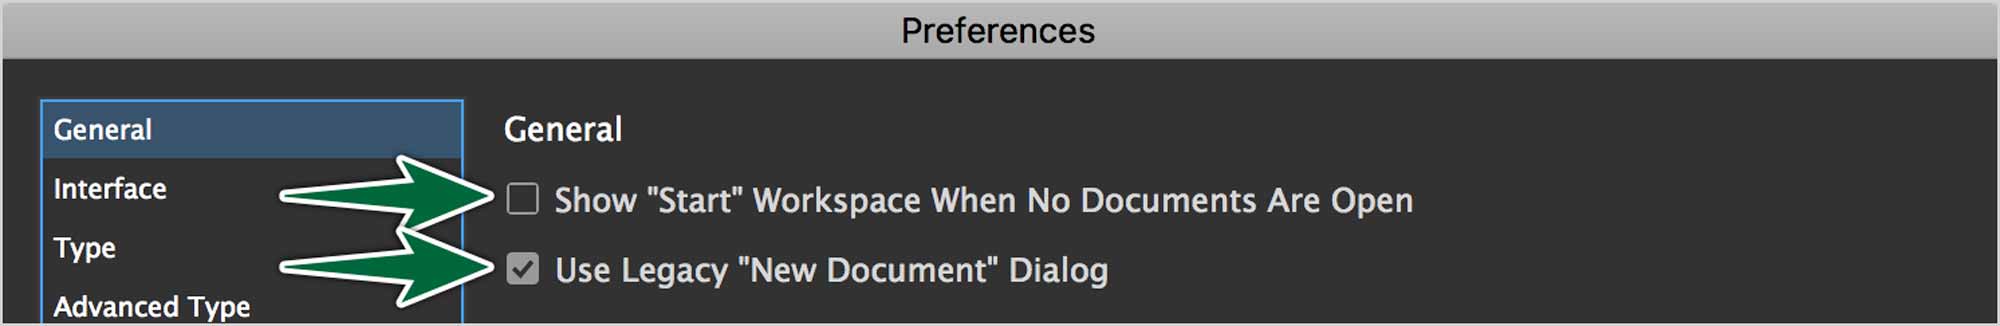 Preferences
General
Interface
Type
Advanced Type
General
Show "Start" Workspace When No Documents Are Open
Use Legacy "New Document" Dialog